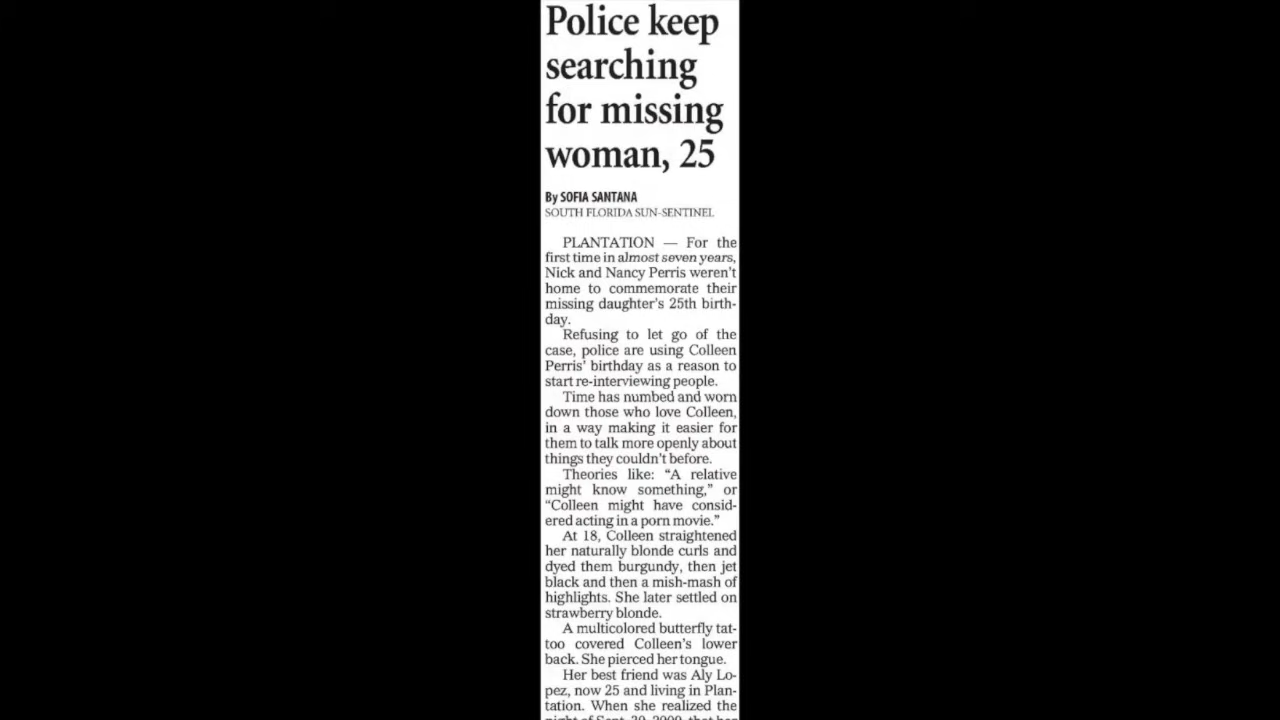 Police keep
searching
for missing
woman, 25
By SOFIA SANTANA
SOUTH FLORIDA SUN-SENTINEL
PLANTATION — For the
first time in almost seven years,
Nick and Nancy Perris weren't
home to commemorate their
missing daughter's 25th birth-
day.
Refusing to let go of the
case, police are using Colleen
Perris' birthday as a reason to
start re-interviewing people.
Time has numbed and worn
down those who love Colleen,
in a way making it easier for
them to talk more openly about
things they couldn't before.
Theories like: “A relative
might know something,” or
“Colleen might have consid-
ered acting in a porn movie.”
At 18, Colleen straightened
her naturally blonde curls and
dyed them burgundy, then jet
black and then a mish-mash of
highlights. She later settled on
strawberry blonde.
A multicolored butterfly tat-
too covered Colleen's lower
back. She pierced her tongue.
Her best friend was Aly Lo-
pez, now 25 and living in Plan-
tation. When she realized the
night of Sept. 30, 2000, that her